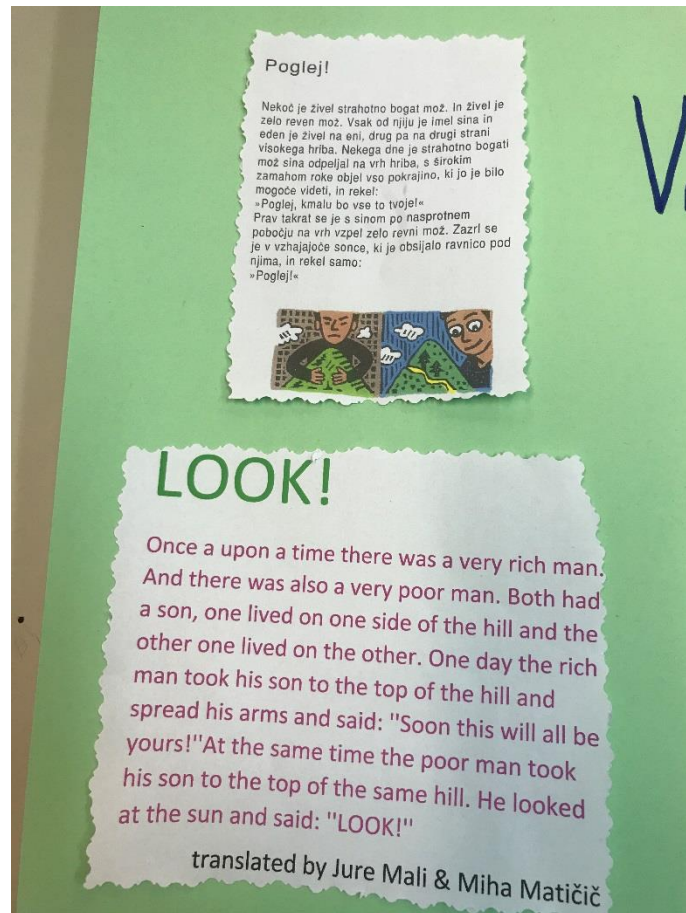 Poglej!
Nekoč je živel strahotno bogat mož. In živel je
zelo reven mož. Vsak od njiju je imel sina in
eden je živel na eni, drug pa na drugi strani
visokega hriba. Nekega dne je strahotno bogati
mož sina odpeljal na vrh hriba, s širokim
zamahom roke objel vso pokrajino, ki jo je bilo
mogoče videti, in rekel:
»Poglej, kmalu bo vse to tvoje!«
Prav takrat se je s sinom po nasprotnem
pobočju na vrh vzpel zelo revni mož. Zazrl se
je v vzhajajoče sonce, ki je obsijalo ravnico pod
njima, in rekel samo:
»Poglej!«
LOOK!
Once a upon a time there was a very rich man.
And there was also a very poor man. Both had
a son, one lived on one side of the hill and the
other one lived on the other. One day the rich
man took his son to the top of the hill and
spread his arms and said: "Soon this will all be
yours!"At the same time the poor man took
his son to the top of the same hill. He looked
at the sun and said: "LOOK!"
translated by Jure Mali & Miha Matičič